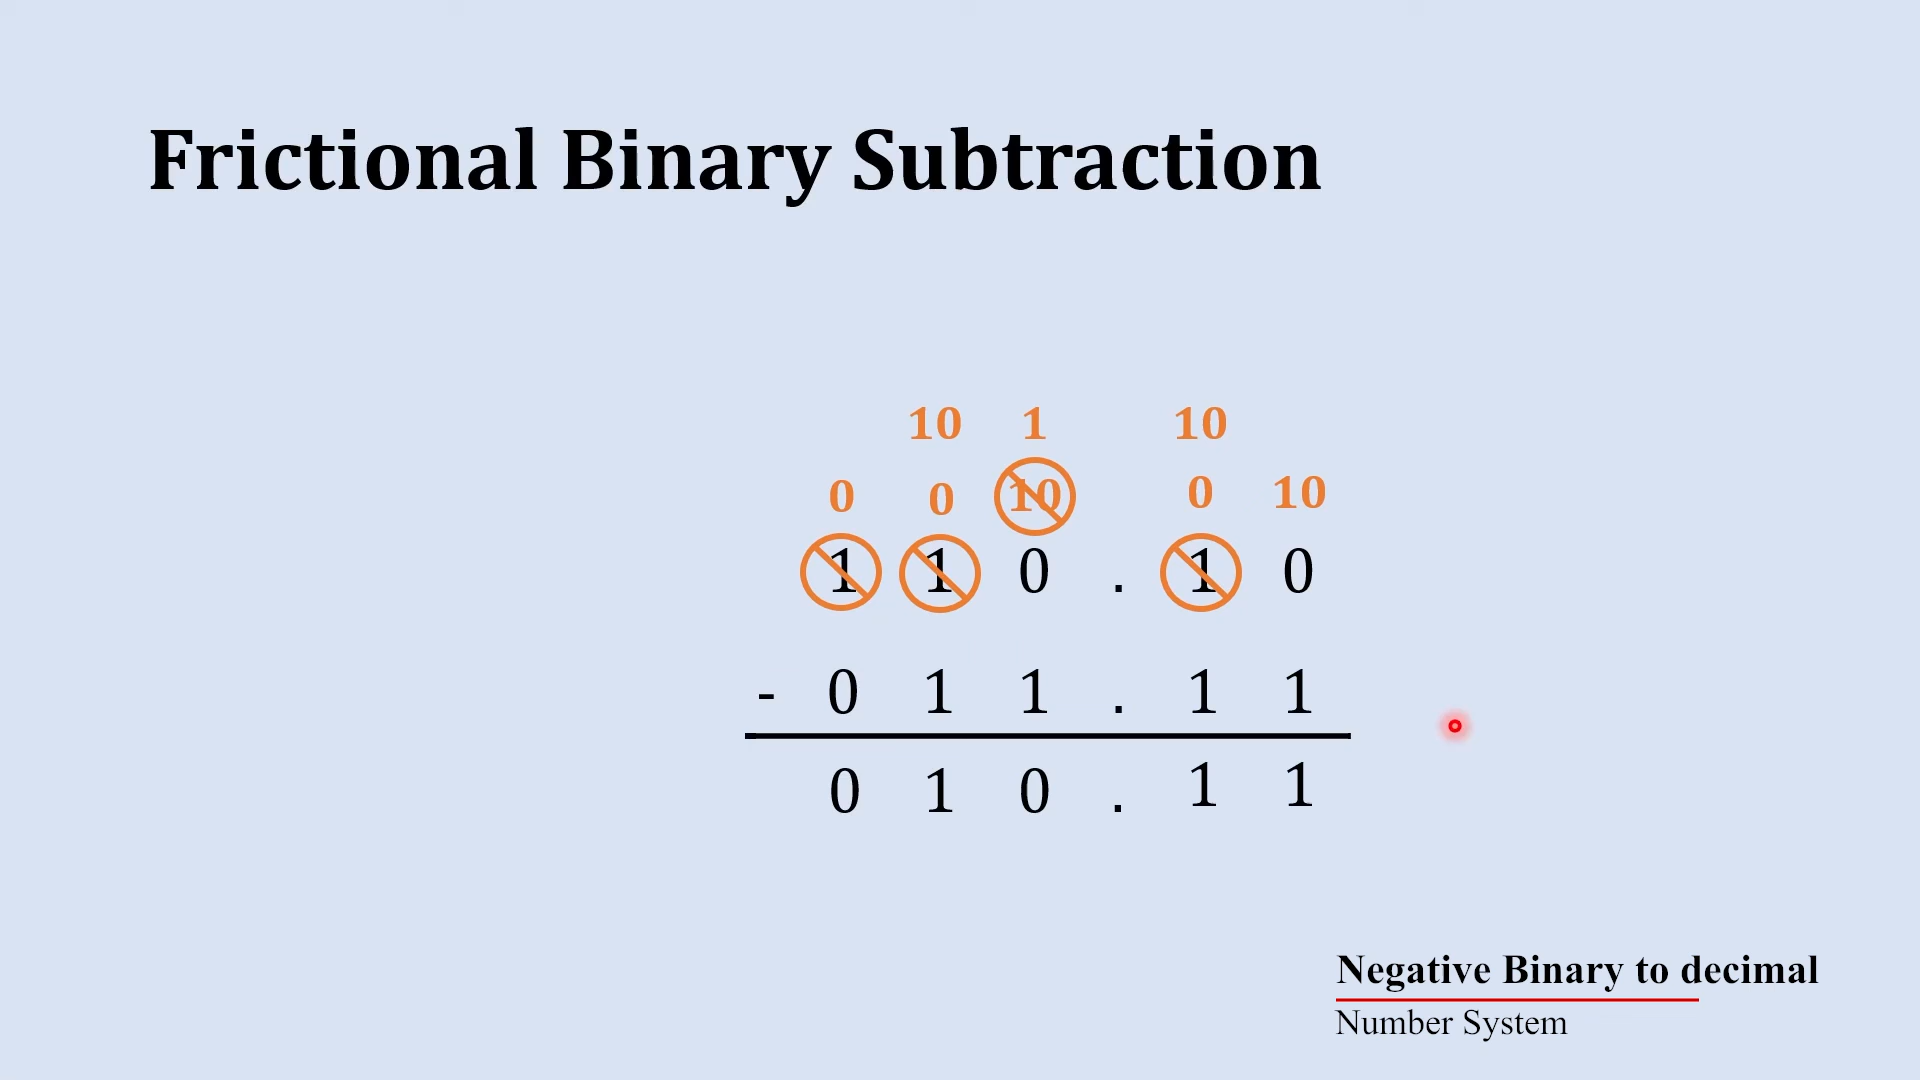 Frictional Binary Subtraction
10 1 10
0 0 10 0 10
1 1 0 . 1 0
- 0 1 1 . 1 1
0 1 0 . 1 1
Negative Binary to decimal
Number System